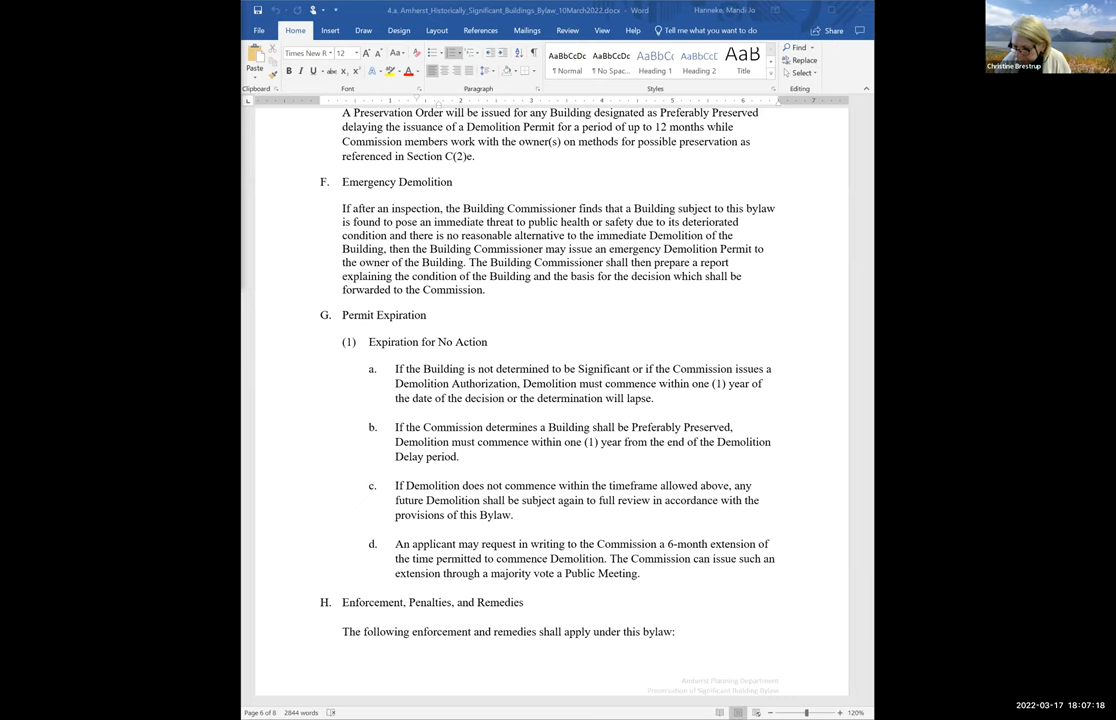 4.a. Amherst_Historically_Significant_Buildings_Bylaw_10March2022.docx - Word
Hanneke, Mandi Jo
File Home Insert Draw Design Layout References Mailings Review View Help Tell me what you want to do Share
Christine Brestrup
Paste
Times New R 12
AaBbCcDc AaBbCcDc AaBbCc AaBbCcC AaB
¶ Normal ¶ No Spac... Heading 1 Heading 2 Title
Find
Replace
Select
Clipboard Font Paragraph Styles Editing
A Preservation Order will be issued for any Building designated as Preferably Preserved
delaying the issuance of a Demolition Permit for a period of up to 12 months while
Commission members work with the owner(s) on methods for possible preservation as
referenced in Section C(2)e.
F. Emergency Demolition
If after an inspection, the Building Commissioner finds that a Building subject to this bylaw
is found to pose an immediate threat to public health or safety due to its deteriorated
condition and there is no reasonable alternative to the immediate Demolition of the
Building, then the Building Commissioner may issue an emergency Demolition Permit to
the owner of the Building. The Building Commissioner shall then prepare a report
explaining the condition of the Building and the basis for the decision which shall be
forwarded to the Commission.
G. Permit Expiration
(1) Expiration for No Action
a. If the Building is not determined to be Significant or if the Commission issues a
Demolition Authorization, Demolition must commence within one (1) year of
the date of the decision or the determination will lapse.
b. If the Commission determines a Building shall be Preferably Preserved,
Demolition must commence within one (1) year from the end of the Demolition
Delay period.
c. If Demolition does not commence within the timeframe allowed above, any
future Demolition shall be subject again to full review in accordance with the
provisions of this Bylaw.
d. An applicant may request in writing to the Commission a 6-month extension of
the time permitted to commence Demolition. The Commission can issue such an
extension through a majority vote a Public Meeting.
H. Enforcement, Penalties, and Remedies
The following enforcement and remedies shall apply under this bylaw:
Amherst Planning Department
Preservation of Significant Building Bylaw
Page 6 of 8 2844 words
120%
2022-03-17 18:07:18